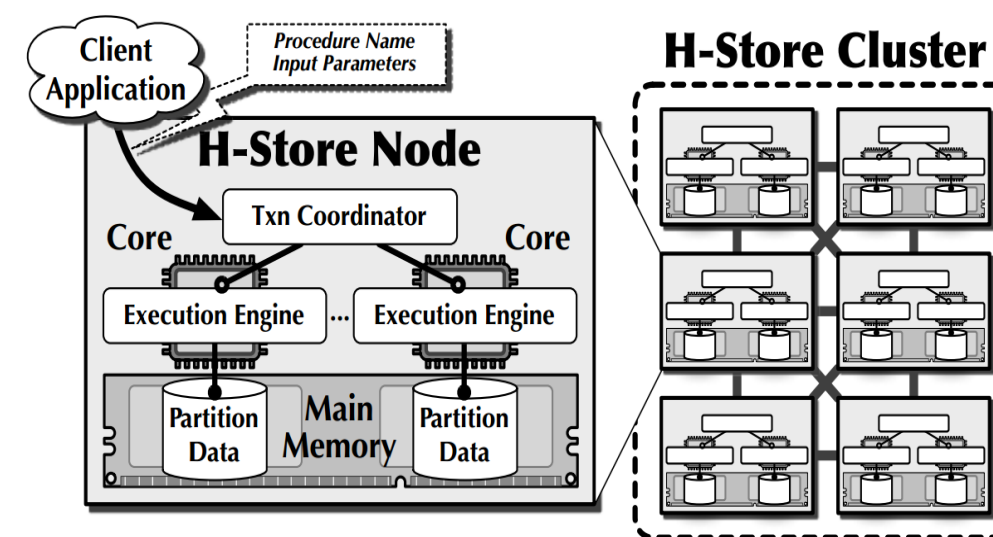 Client
Application
Procedure Name
Input Parameters
H-Store Cluster
H-Store Node
Txn Coordinator
Core
Core
Execution Engine
...
Execution Engine
Partition
Data
Main
Memory
Partition
Data